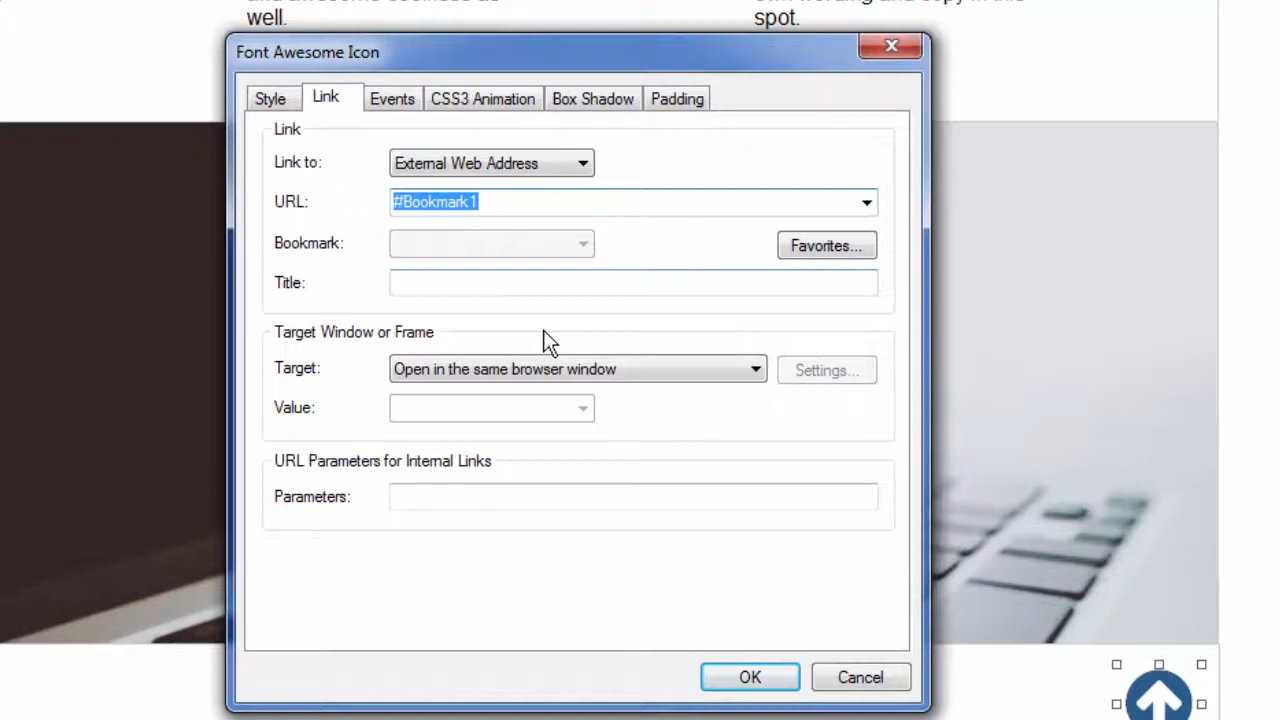 well.
spot.
Font Awesome Icon
Style Link Events CSS3 Animation Box Shadow Padding
Link
Link to: External Web Address
URL: #Bookmark1
Bookmark: Favorites...
Title:
Target Window or Frame
Target: Open in the same browser window Settings...
Value:
URL Parameters for Internal Links
Parameters:
OK Cancel